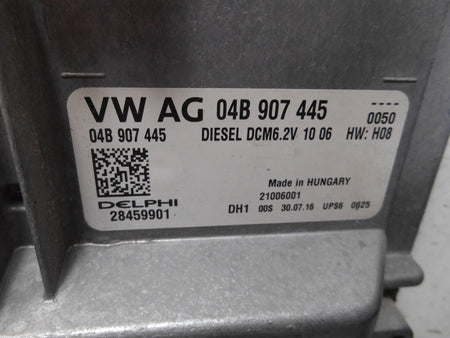 VW AG 04B 907 445 ---- 0050
04B 907 445 DIESEL DCM6.2V 10 06 HW: H08
Made in HUNGARY
DELPHI 21006001
28459901 DH1 00S 30.07.16 UPS6 0625